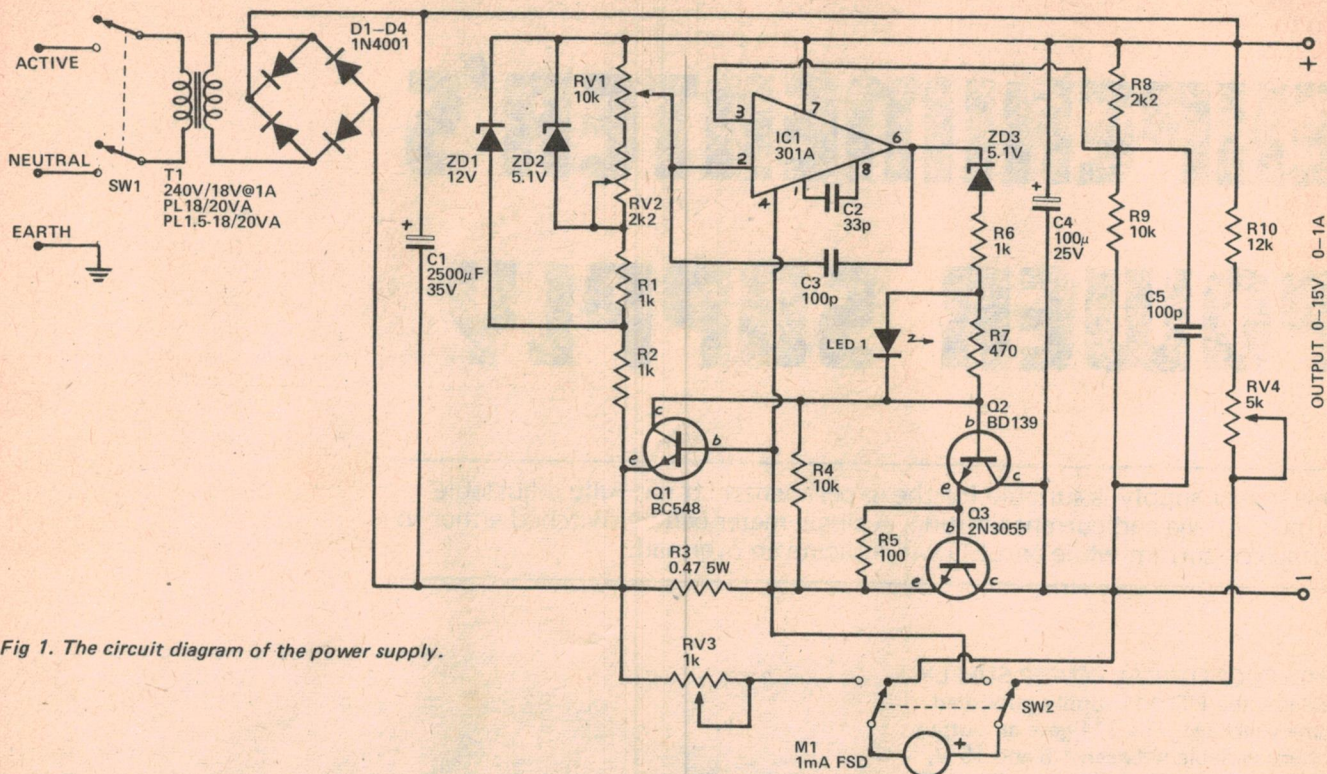 ACTIVE
NEUTRAL
EARTH
SW1
T1
240V/18V@1A
PL18/20VA
PL1.5-18/20VA
D1–D4
1N4001
+
C1
2500µF
35V
ZD1
12V
ZD2
5.1V
RV1
10k
RV2
2k2
R1
1k
R2
1k
3
2
7
6
8
1
4
IC1
301A
C2
33p
C3
100p
ZD3
5.1V
R6
1k
LED 1
R7
470
+
C4
100µ
25V
R8
2k2
R9
10k
C5
100p
R10
12k
RV4
5k
+
OUTPUT 0–15V 0–1A
–
c
b
e
Q1
BC548
R4
10k
Q2
BD139
b
e
c
Q3
2N3055
b
e
c
R5
100
R3
0.47 5W
RV3
1k
SW2
M1
1mA FSD
+
Fig 1. The circuit diagram of the power supply.